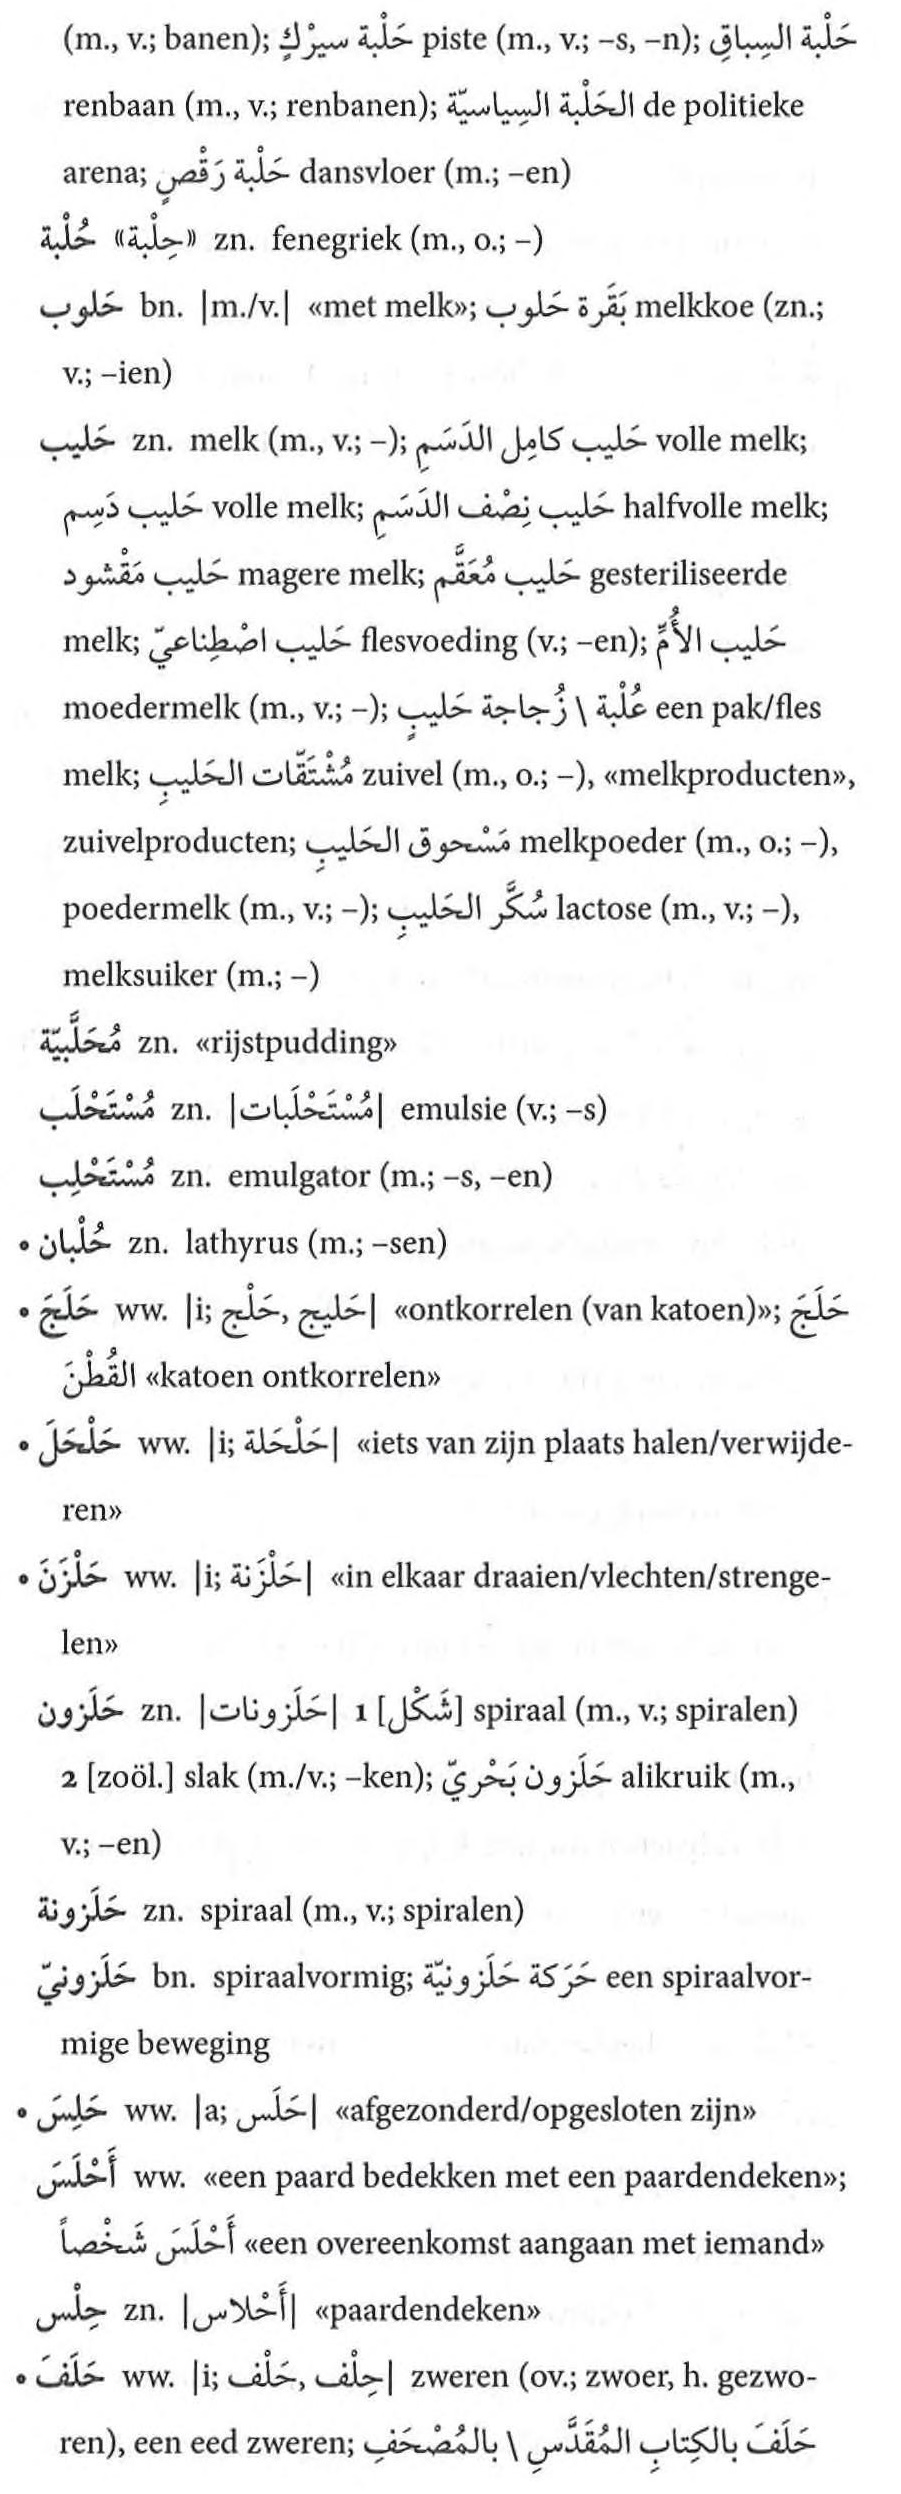 (m., v.; banen); حَلْبة سيرْكٍ piste (m., v.; –s, –n); حَلْبة السِباقِ
renbaan (m., v.; renbanen); الحَلْبة السِياسيّة de politieke
arena; حَلْبة رَقْصٍ dansvloer (m.; –en)
حُلْبة «حِلْبة» zn. fenegriek (m., o.; –)
حَلوب bn. |m./v.| «met melk»; بَقَرة حَلوب melkkoe (zn.;
v.; –ien)
حَليب zn. melk (m., v.; –); حَليب كامِل الدَسَمِ volle melk;
حَليب دَسِم volle melk; حَليب نِصْف الدَسَمِ halfvolle melk;
حَليب مَقْشود magere melk; حَليب مُعَقَّم gesteriliseerde
melk; حَليب اصْطِناعيّ flesvoeding (v.; –en); حَليب الأُمِّ
moedermelk (m., v.; –); عُلْبة \ زُجاجة حَليبٍ een pak/fles
melk; مُشْتَقّات الحَليبِ zuivel (m., o.; –), «melkproducten»,
zuivelproducten; مَسْحوق الحَليبِ melkpoeder (m., o.; –),
poedermelk (m., v.; –); سُكَّر الحَليبِ lactose (m., v.; –),
melksuiker (m.; –)
مُحَلَّبيّة zn. «rijstpudding»
مُسْتَحْلَب zn. |مُسْتَحْلَبات| emulsie (v.; –s)
مُسْتَحْلِب zn. emulgator (m.; –s, –en)
• حُلْبان zn. lathyrus (m.; –sen)
• حَلَجَ ww. |i; حَلْج, حَليج| «ontkorrelen (van katoen)»; حَلَجَ
القُطْنَ «katoen ontkorrelen»
• حَلْحَلَ ww. |i; حَلْحَلة| «iets van zijn plaats halen/verwijde-
ren»
• حَلْزَنَ ww. |i; حَلْزَنة| «in elkaar draaien/vlechten/strenge-
len»
حَلَزون zn. |حَلَزونات| 1 [شَكْل] spiraal (m., v.; spiralen)
2 [zoöl.] slak (m./v.; –ken); حَلَزون بَحْريّ alikruik (m.,
v.; –en)
حَلَزونة zn. spiraal (m., v.; spiralen)
حَلَزونيّ bn. spiraalvormig; حَرَكة حَلَزونيّة een spiraalvor-
mige beweging
• حَلِسَ ww. |a; حَلَس| «afgezonderd/opgesloten zijn»
أَحْلَسَ ww. «een paard bedekken met een paardendeken»;
أَحْلَسَ شَخْصاً «een overeenkomst aangaan met iemand»
حِلْس zn. |أَحْلاس| «paardendeken»
• حَلَفَ ww. |i; حَلْف, حِلْف| zweren (ov.; zwoer, h. gezwo-
ren), een eed zweren; حَلَفَ بالكِتابِ المُقَدَّسِ \ بالمُصْحَفِ